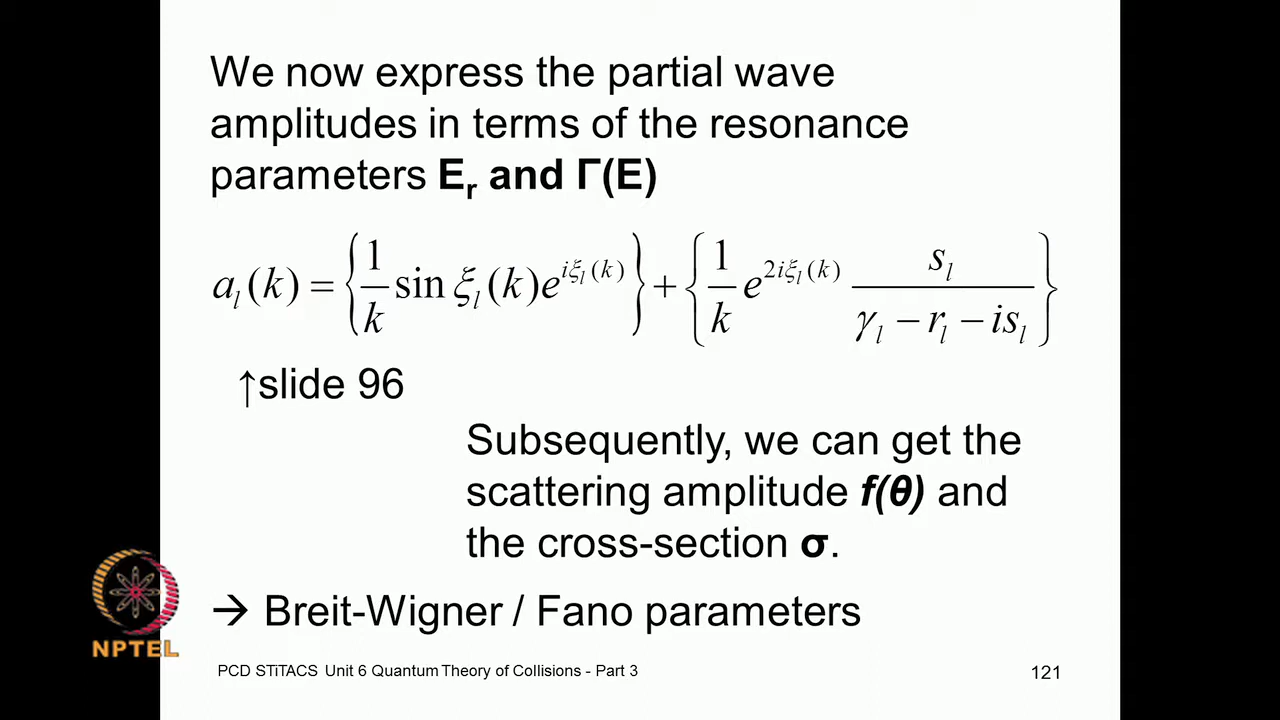 We now express the partial wave
amplitudes in terms of the resonance
parameters E_r and Γ(E)
a_l(k) = {1/k sin ξ_l(k)e^{iξ_l(k)}} + {1/k e^{2iξ_l(k)} s_l/(γ_l − r_l − is_l)}
↑slide 96
Subsequently, we can get the
scattering amplitude f(θ) and
the cross-section σ.
→ Breit-Wigner / Fano parameters
NPTEL
PCD STiTACS Unit 6 Quantum Theory of Collisions - Part 3
121